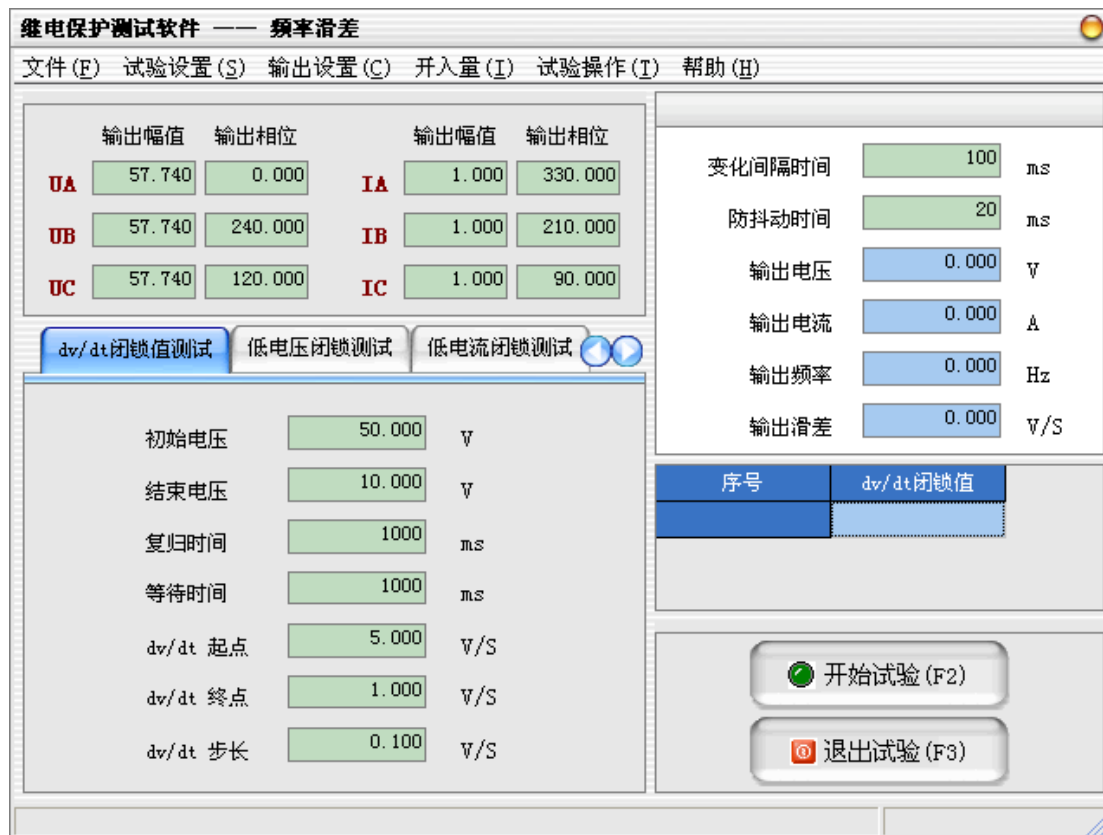 继电保护测试软件 —— 频率滑差
文件(F) 试验设置(S) 输出设置(C) 开入量(I) 试验操作(T) 帮助(H)
输出幅值 输出相位 输出幅值 输出相位
UA 57.740 0.000 IA 1.000 330.000
UB 57.740 240.000 IB 1.000 210.000
UC 57.740 120.000 IC 1.000 90.000
dv/dt闭锁值测试 低电压闭锁测试 低电流闭锁测试
初始电压 50.000 V
结束电压 10.000 V
复归时间 1000 ms
等待时间 1000 ms
dv/dt 起点 5.000 V/S
dv/dt 终点 1.000 V/S
dv/dt 步长 0.100 V/S
变化间隔时间 100 ms
防抖动时间 20 ms
输出电压 0.000 V
输出电流 0.000 A
输出频率 0.000 Hz
输出滑差 0.000 V/S
序号 dv/dt闭锁值
开始试验(F2)
退出试验(F3)